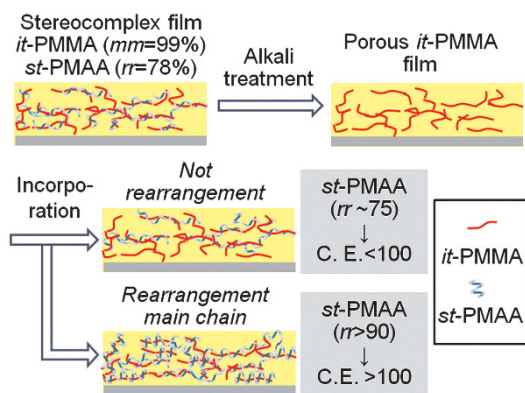 Stereocomplex film
it-PMMA (mm=99%)
st-PMAA (rr=78%)
Alkali
treatment
Porous it-PMMA
film
Incorpo-
ration
Not
rearrangement
st-PMAA
(rr ~75)
↓
C. E.<100
Rearrangement
main chain
st-PMAA
(rr>90)
↓
C. E. >100
it-PMMA
st-PMAA